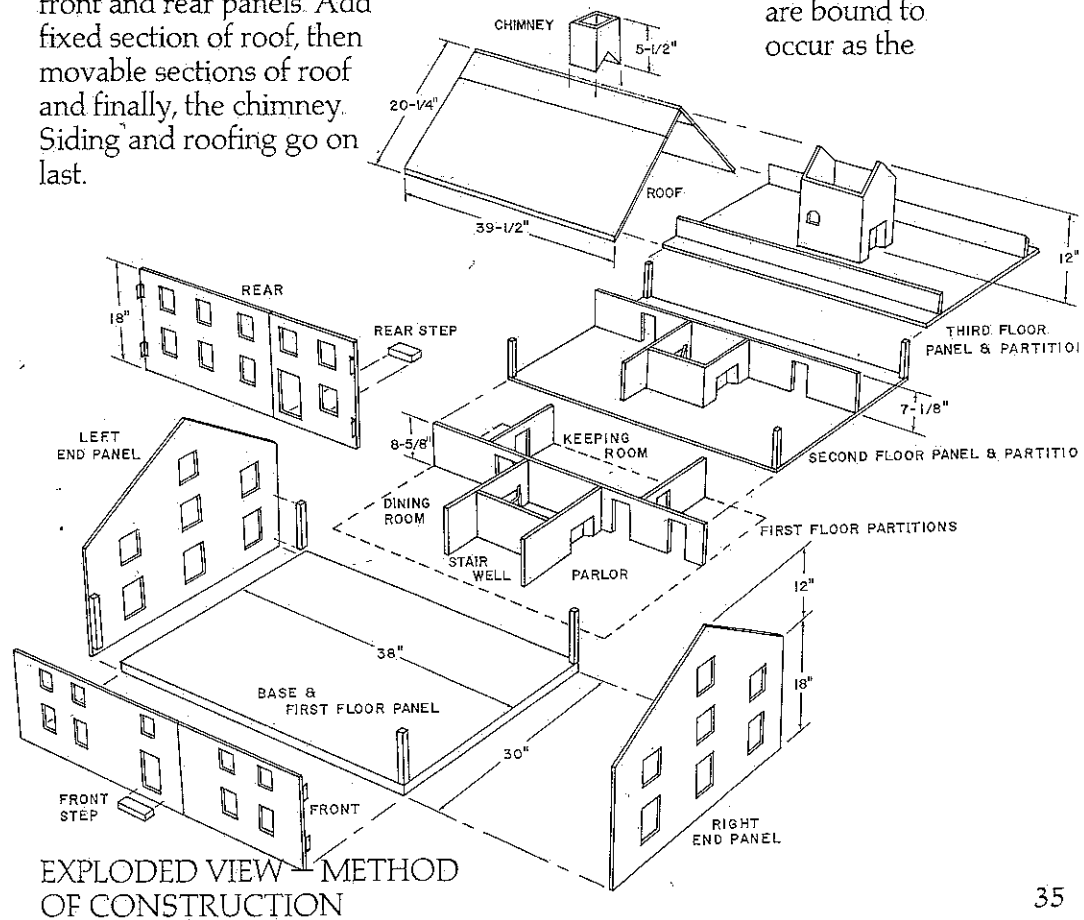 front and rear panels. Add
fixed section of roof, then
movable sections of roof
and finally, the chimney.
Siding and roofing go on
last.
are bound to
occur as the
CHIMNEY
5-1/2"
20-1/4"
ROOF
39-1/2"
12"
THIRD FLOOR
PANEL & PARTITIO
REAR
18"
REAR STEP
7-1/8"
SECOND FLOOR PANEL & PARTITIO
LEFT
END PANEL
8-5/8"
KEEPING
ROOM
DINING
ROOM
FIRST FLOOR PARTITIONS
STAIR
WELL
PARLOR
12"
18"
38"
BASE &
FIRST FLOOR PANEL
30"
FRONT
STEP
FRONT
RIGHT
END PANEL
EXPLODED VIEW — METHOD
OF CONSTRUCTION
35